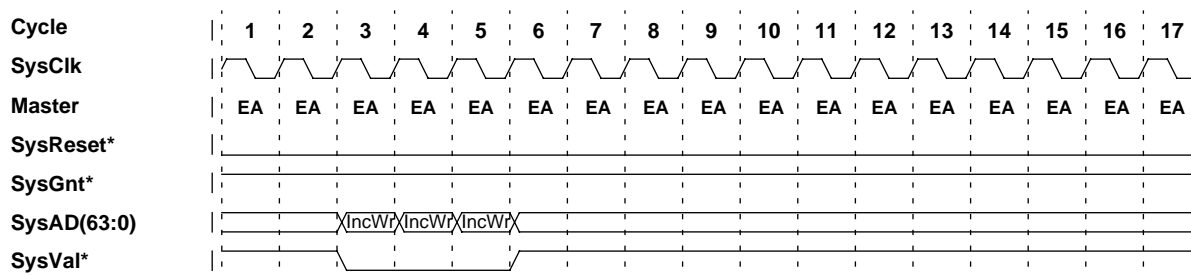 Cycle 1 2 3 4 5 6 7 8 9 10 11 12 13 14 15 16 17
SysClk
Master EA EA EA EA EA EA EA EA EA EA EA EA EA EA EA EA EA
SysReset*
SysGnt*
SysAD(63:0) IncWr IncWr IncWr
SysVal*